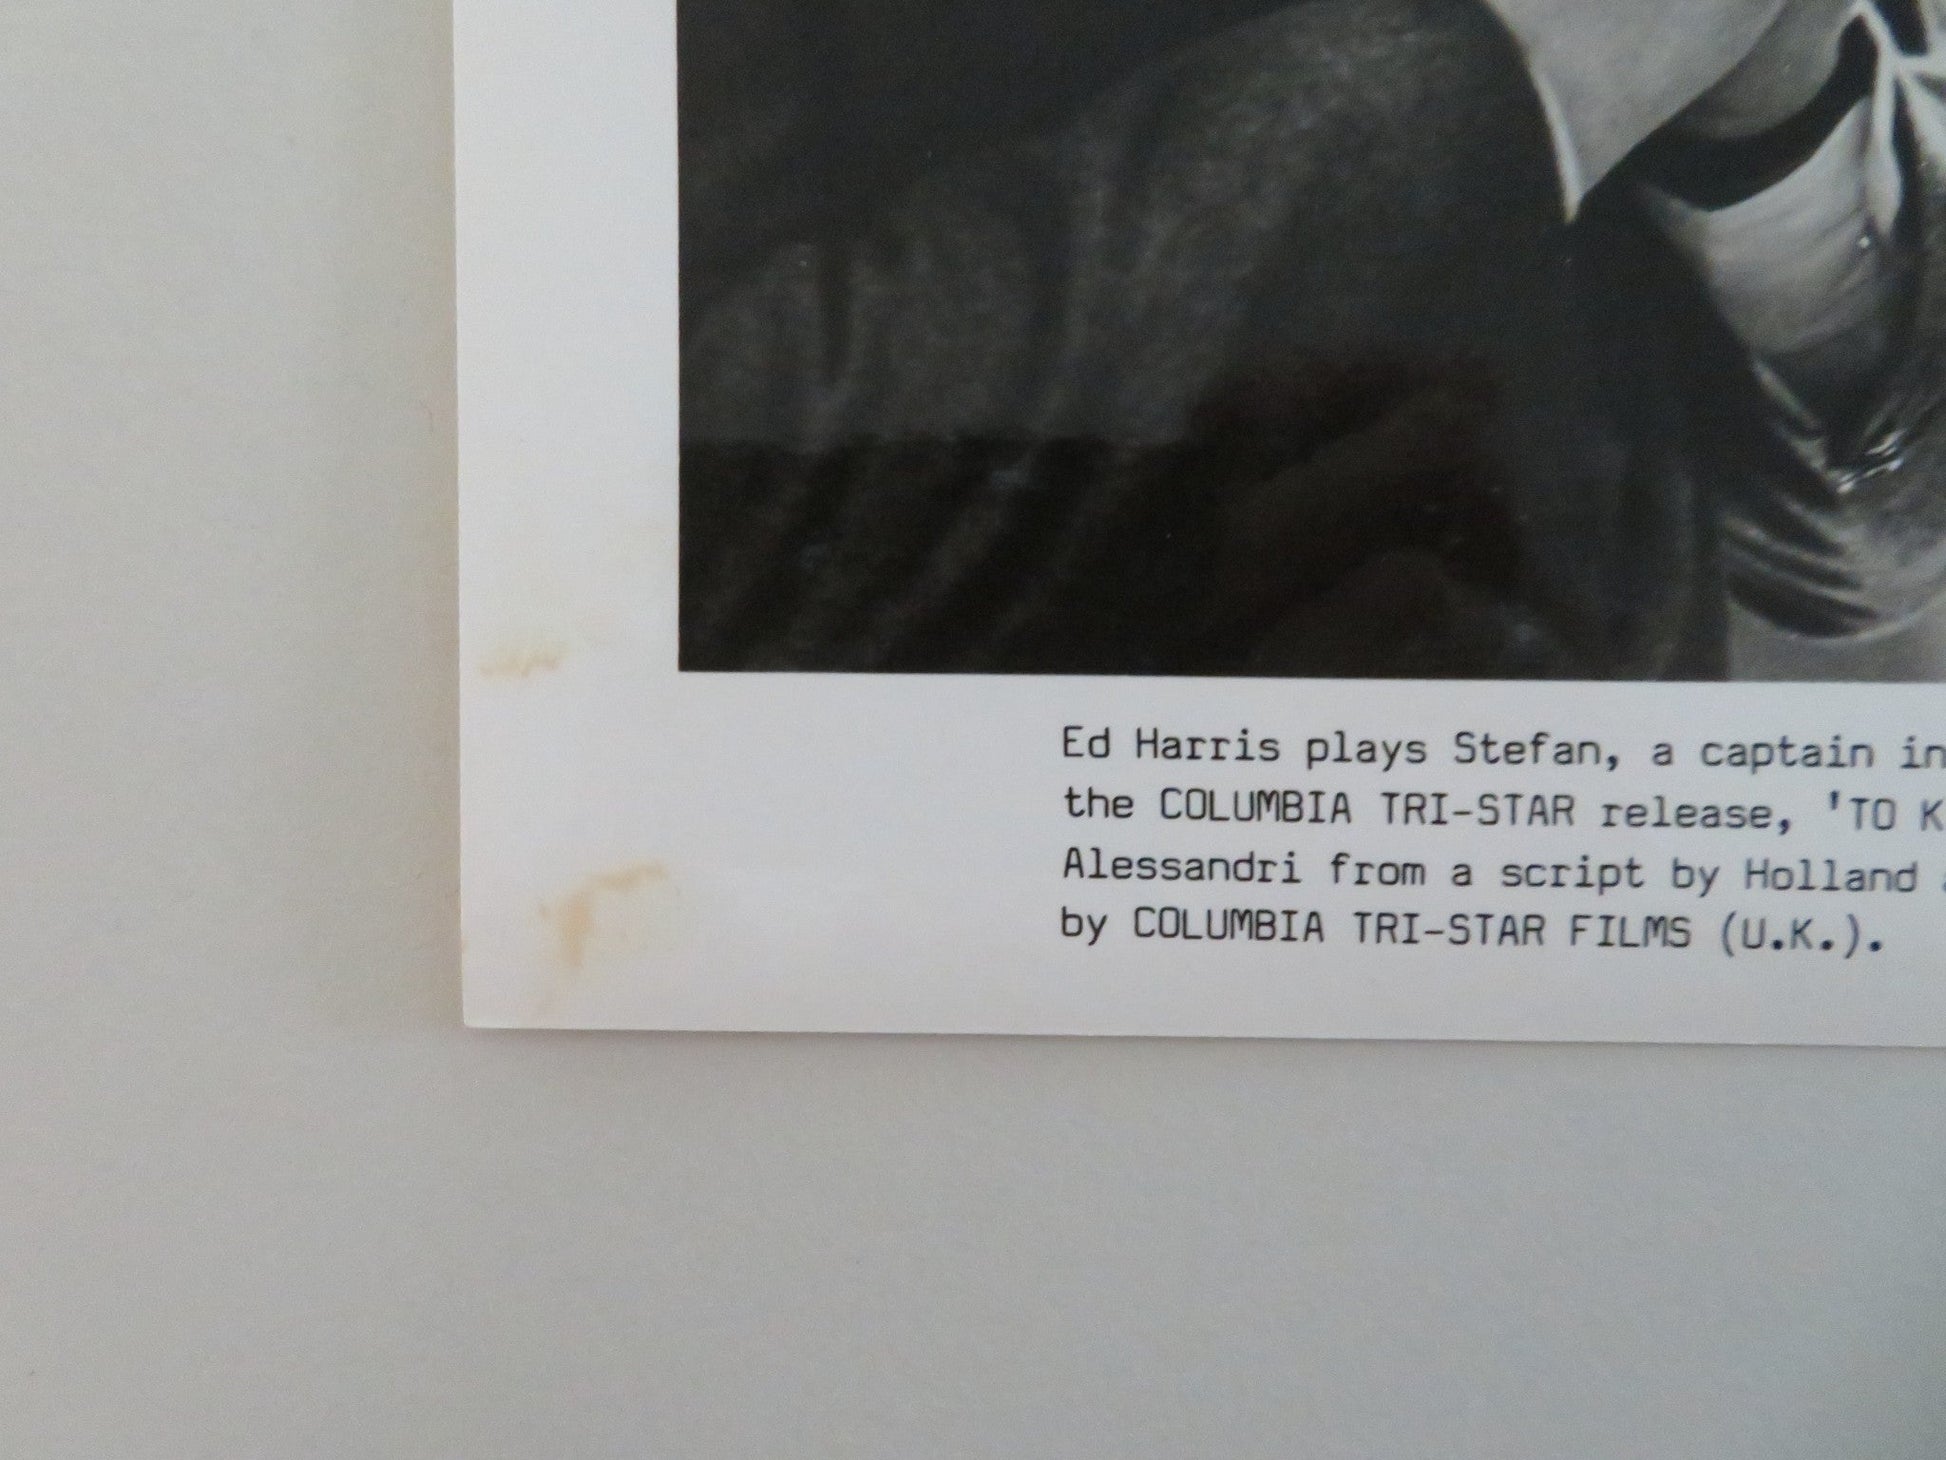 Ed Harris plays Stefan, a captain in
the COLUMBIA TRI-STAR release, 'TO K
Alessandri from a script by Holland
by COLUMBIA TRI-STAR FILMS (U.K.).